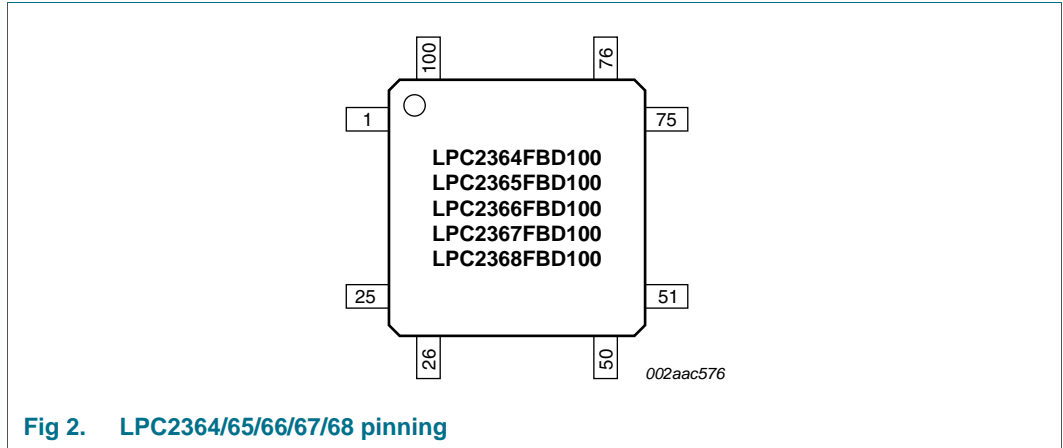 100
76
1
75
LPC2364FBD100
LPC2365FBD100
LPC2366FBD100
LPC2367FBD100
LPC2368FBD100
25
51
26
50
002aac576
Fig 2. LPC2364/65/66/67/68 pinning